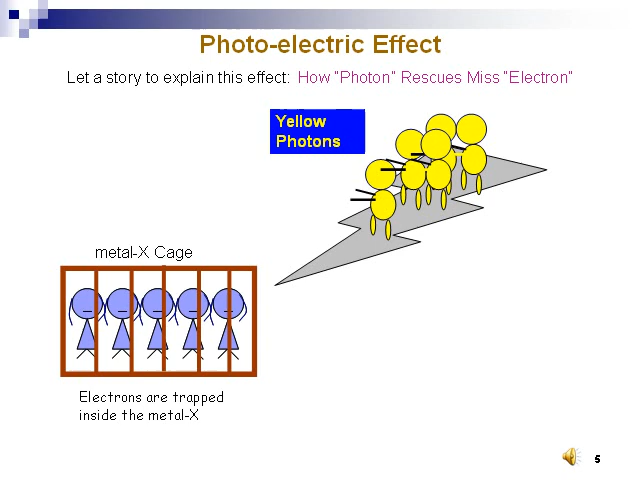 Photo-electric Effect
Let a story to explain this effect: How "Photon" Rescues Miss "Electron"
Yellow
Photons
metal-X Cage
Electrons are trapped
inside the metal-X
5